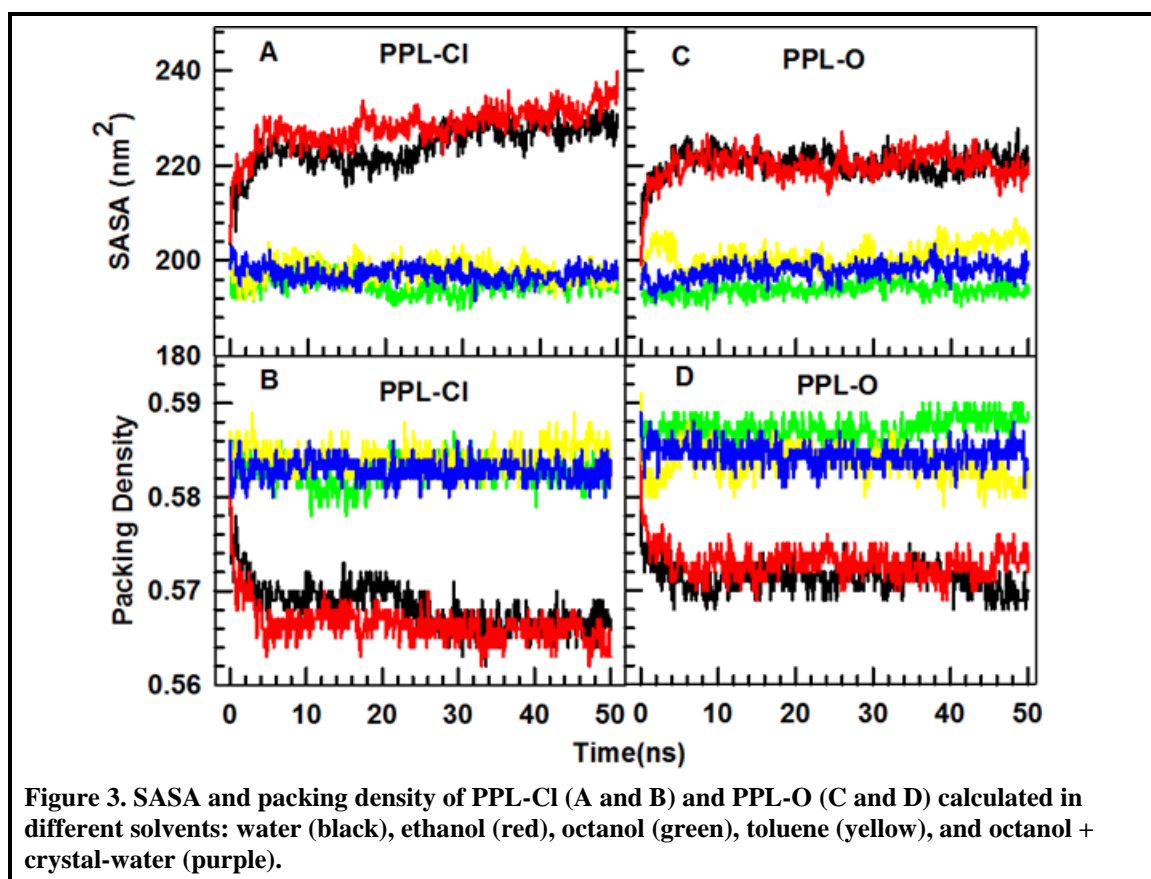 A
PPL-Cl
C
PPL-O
240
220
200
180
SASA (nm2)
B
PPL-Cl
D
PPL-O
0.59
0.58
0.57
0.56
Packing Density
0 10 20 30 40 50 0 10 20 30 40 50
Time(ns)
Figure 3. SASA and packing density of PPL-Cl (A and B) and PPL-O (C and D) calculated in
different solvents: water (black), ethanol (red), octanol (green), toluene (yellow), and octanol +
crystal-water (purple).